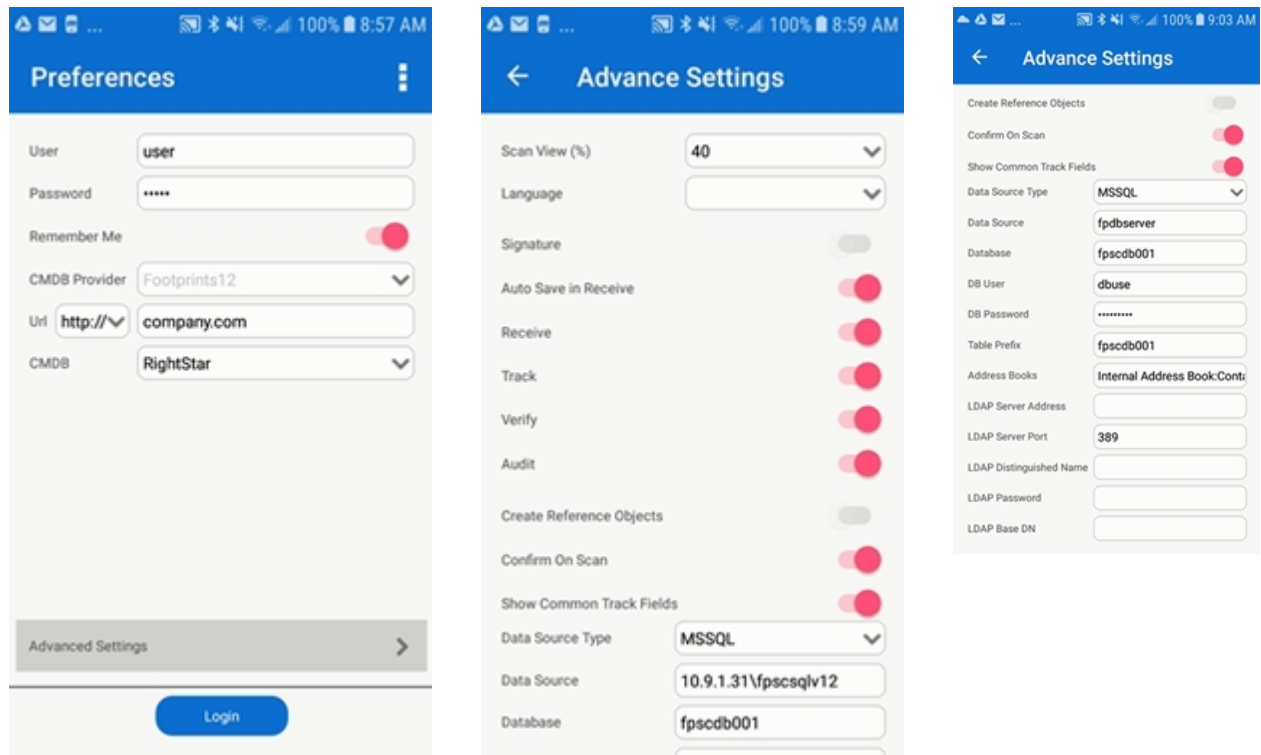 ... 100% 8:57 AM
Preferences
User user
Password •••••
Remember Me
CMDB Provider Footprints12
Url http:// company.com
CMDB RightStar
Advanced Settings
Login
... 100% 8:59 AM
Advance Settings
Scan View (%) 40
Language
Signature
Auto Save in Receive
Receive
Track
Verify
Audit
Create Reference Objects
Confirm On Scan
Show Common Track Fields
Data Source Type MSSQL
Data Source 10.9.1.31\fpscsqlv12
Database fpscdb001
... 100% 9:03 AM
Advance Settings
Create Reference Objects
Confirm On Scan
Show Common Track Fields
Data Source Type MSSQL
Data Source fpdbserver
Database fpscdb001
DB User dbuse
DB Password •••••••••
Table Prefix fpscdb001
Address Books Internal Address Book:Conta
LDAP Server Address
LDAP Server Port 389
LDAP Distinguished Name
LDAP Password
LDAP Base DN